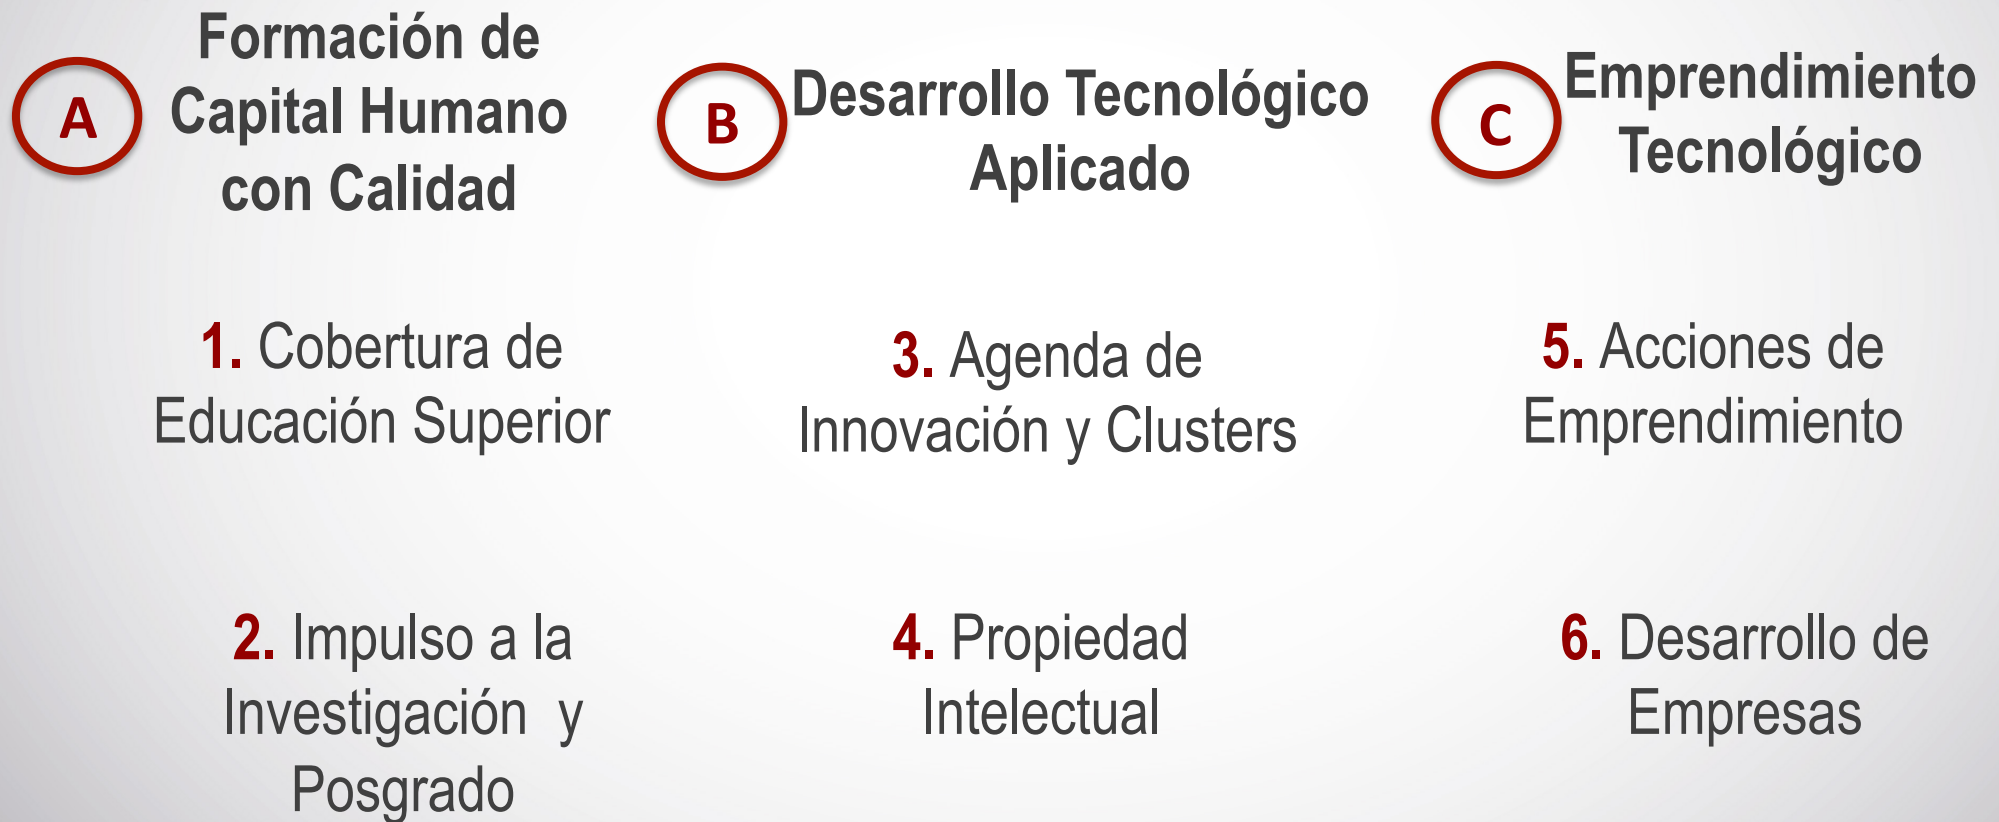 A
Formación de
Capital Humano
con Calidad
1. Cobertura de
Educación Superior
2. Impulso a la
Investigación y
Posgrado
B
Desarrollo Tecnológico
Aplicado
3. Agenda de
Innovación y Clusters
4. Propiedad
Intelectual
C
Emprendimiento
Tecnológico
5. Acciones de
Emprendimiento
6. Desarrollo de
Empresas